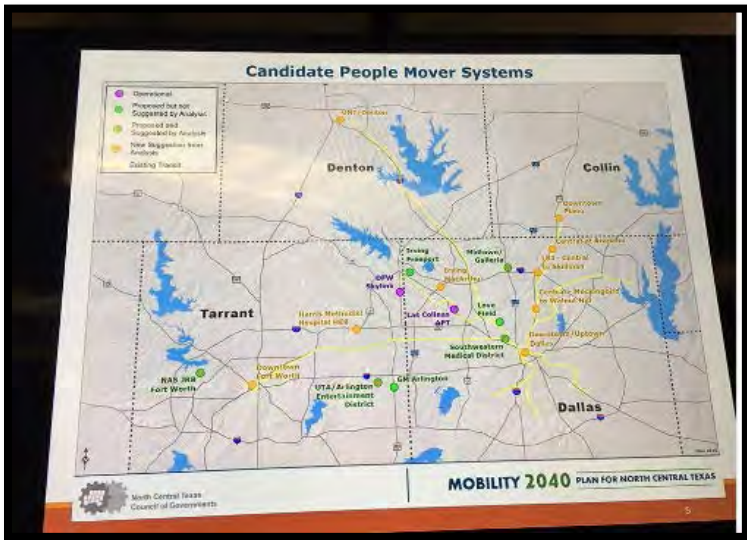 Candidate People Mover Systems
Operational
Proposed but not
Suggested by Analysis
Proposed and
Suggested by Analysis
New Suggestion from
Analysis
Existing Transit
UNT/Denton
Denton
Collin
Downtown
Plano
Irving
Freeport
Midtown/
Galleria
DFW
Skylink
Irving
Las Colinas
APT
Love
Field
Tarrant
Harris Methodist
Hospital HEB
Southwestern
Medical District
Downtown/Uptown
Dallas
NAS JRB
Fort Worth
Downtown
Fort Worth
UTA/Arlington
Entertainment
District
GM Arlington
Dallas
North Central Texas
Council of Governments
MOBILITY 2040 PLAN FOR NORTH CENTRAL TEXAS
5